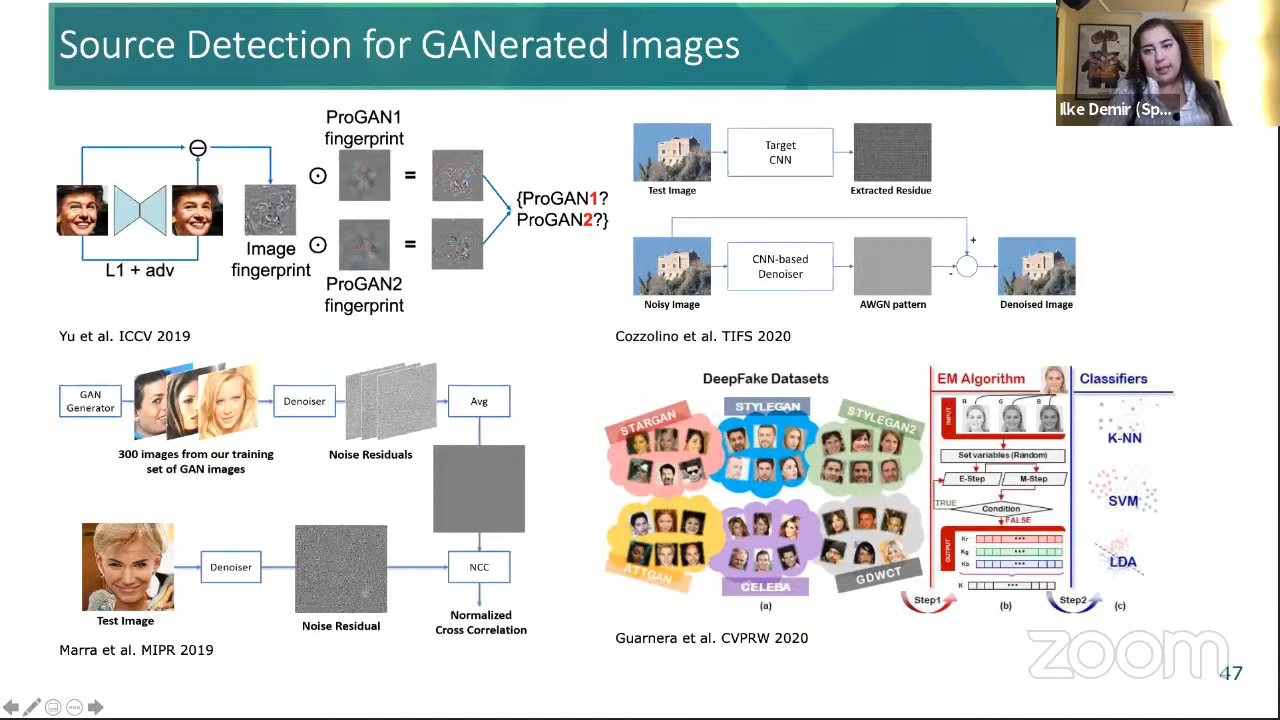 Source Detection for GANerated Images
Ilke Demir (Sp...
ProGAN1
fingerprint
=
{ProGAN1?
ProGAN2?}
=
Image
fingerprint
L1 + adv
ProGAN2
fingerprint
Yu et al. ICCV 2019
Target
CNN
Test Image
Extracted Residue
+
CNN-based
Denoiser
-
Noisy Image
AWGN pattern
Denoised Image
Cozzolino et al. TIFS 2020
GAN
Generator
Denoiser
Avg
300 images from our training
set of GAN images
Noise Residuals
Denoiser
NCC
Test Image
Noise Residual
Normalized
Cross Correlation
Marra et al. MIPR 2019
DeepFake Datasets
STARGAN
STYLEGAN
STYLEGAN2
ATTGAN
CELEBA
GDWCT
(a)
EM Algorithm
R G B
INPUT
Set variables (Random)
E-Step
M-Step
TRUE
Condition
FALSE
OUTPUT
Kr
Kg
Kb
K
Step1
(b)
Classifiers
K-NN
SVM
LDA
Step2
(c)
Guarnera et al. CVPRW 2020
zoom
47